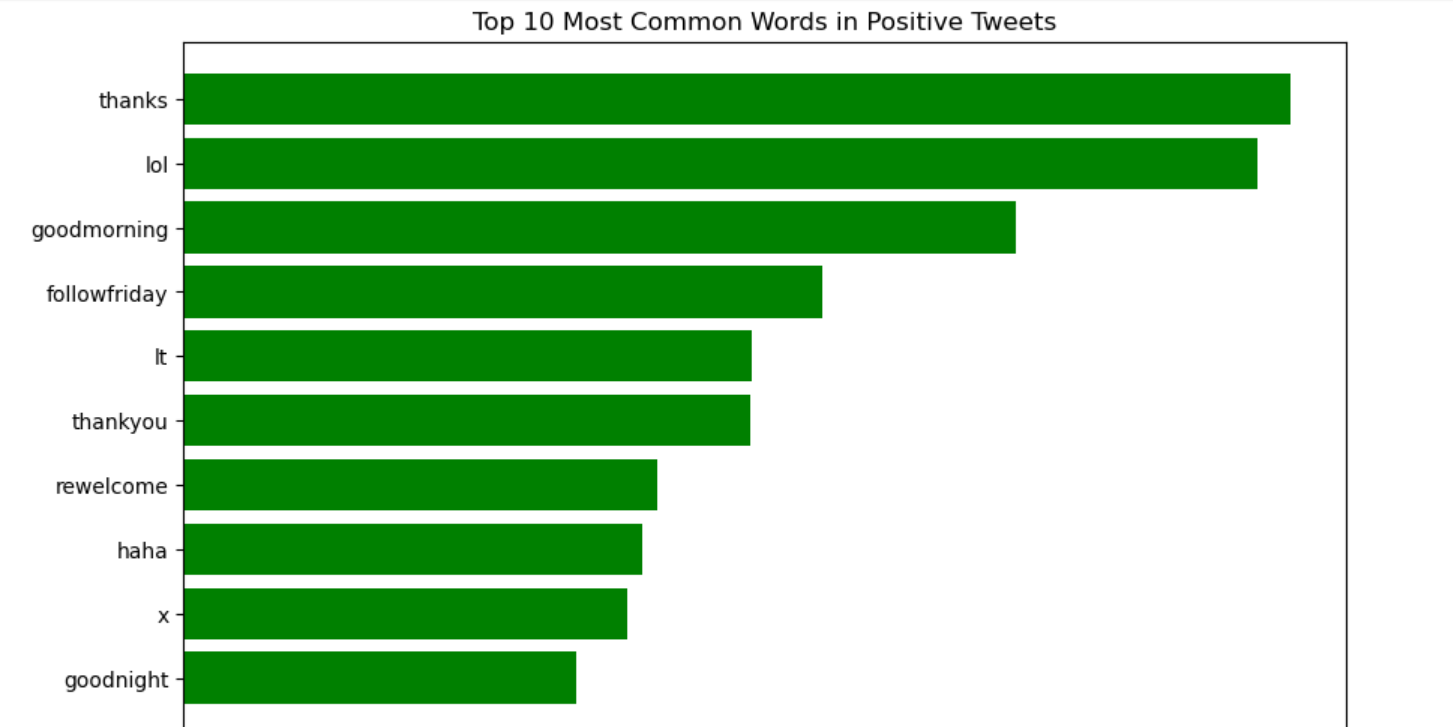 Top 10 Most Common Words in Positive Tweets
thanks
lol
goodmorning
followfriday
lt
thankyou
rewelcome
haha
x
goodnight